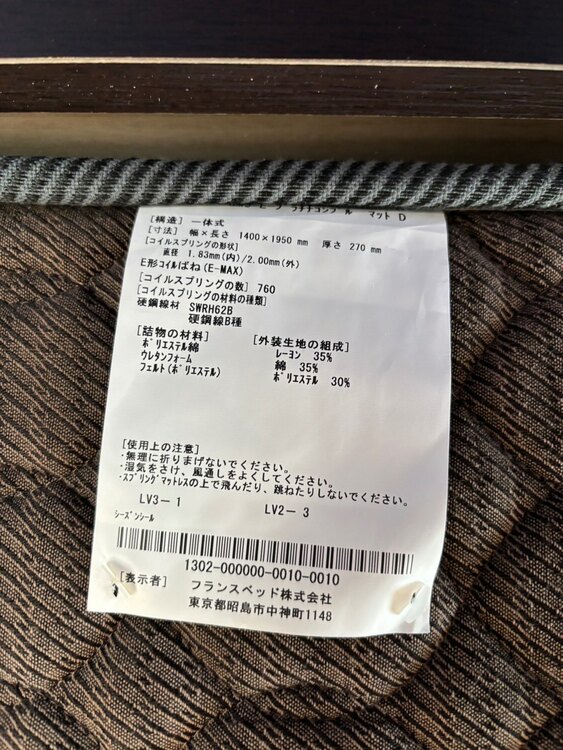 マット D
[構造] 一体式
[寸法] 幅×長さ 1400×1950 mm 厚さ 270 mm
[コイルスプリングの形状]
直径 1.83mm(内)/2.00mm(外)
E形コイルばね(E-MAX)
[コイルスプリングの数] 760
[コイルスプリングの材料の種類]
硬鋼線材 SWRH62B
硬鋼線B種
[詰物の材料] [外装生地の組成]
ポリエステル綿 レーヨン 35%
ウレタンフォーム 綿 35%
フェルト(ポリエステル) ポリエステル 30%
[使用上の注意]
・無理に折りまげないでください。
・湿気をさけ、風通しをよくしてください。
・スプリングマットレスの上で飛んだり、跳ねたりしないでください。
LV3-1 LV2-3
シーズンシール
1302-000000-0010-0010
[表示者] フランスベッド株式会社
東京都昭島市中神町1148